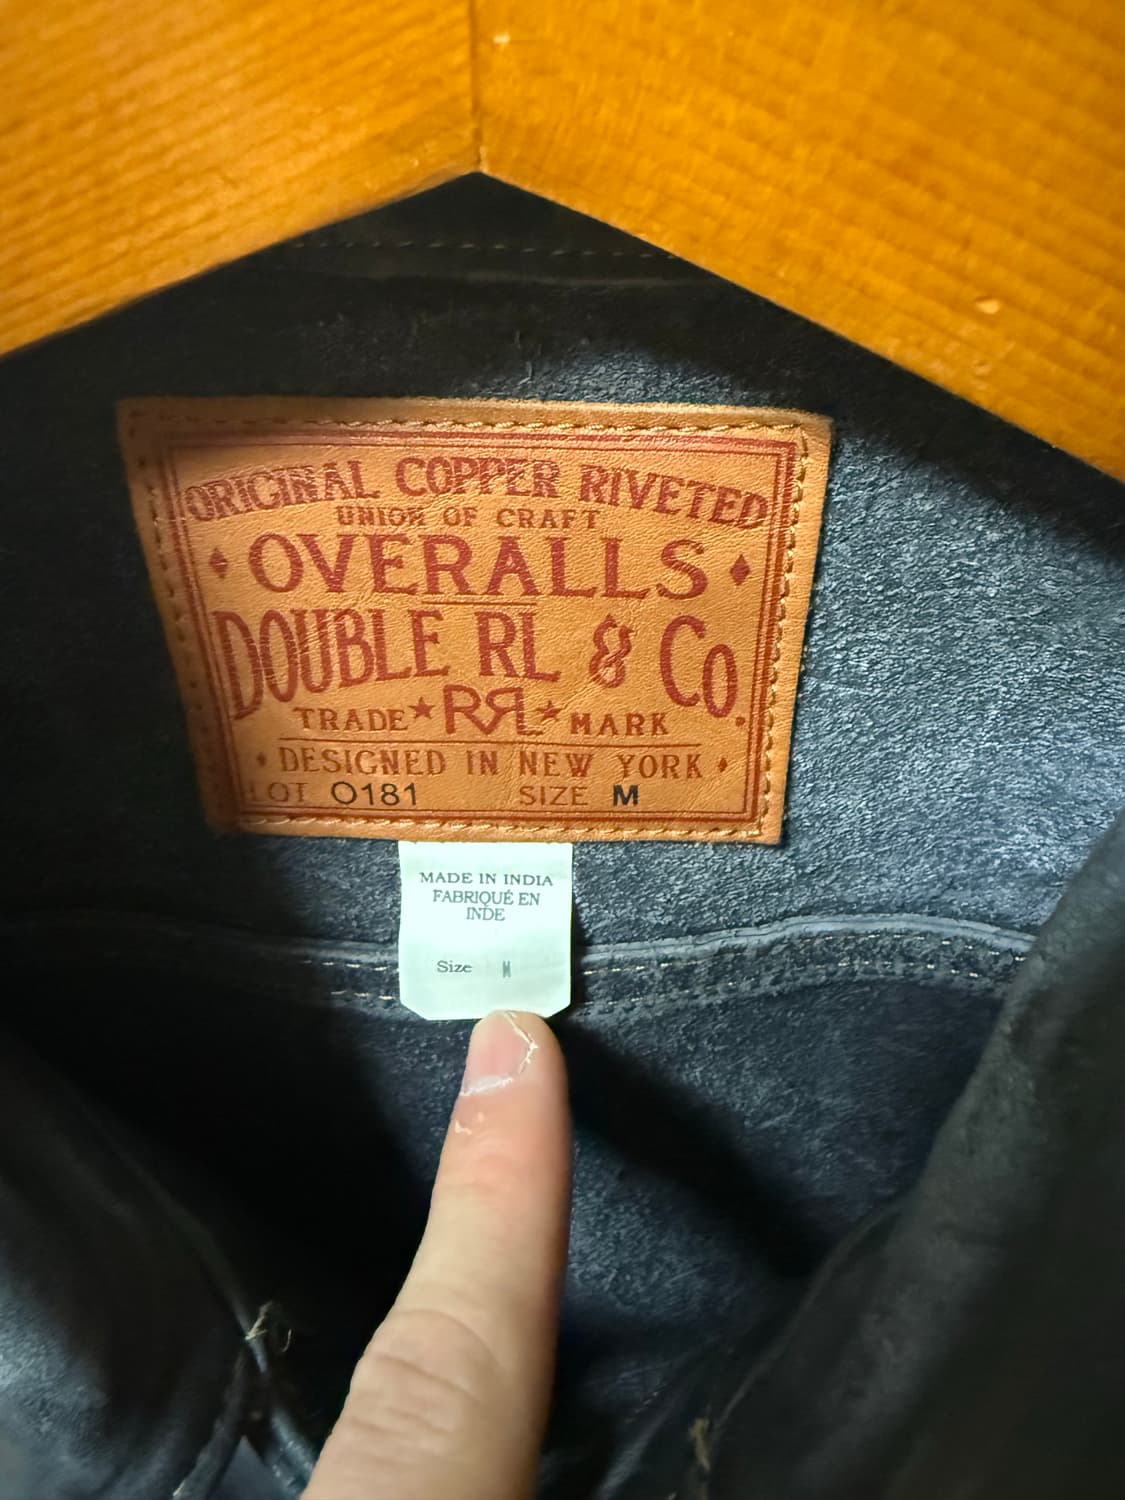 ORIGINAL COPPER RIVETED
UNION OF CRAFT
OVERALLS
DOUBLE RL & CO.
TRADE ★ RRL ★ MARK
DESIGNED IN NEW YORK
LOT 0181 SIZE M
MADE IN INDIA
FABRIQUÉ EN
INDE
Size M